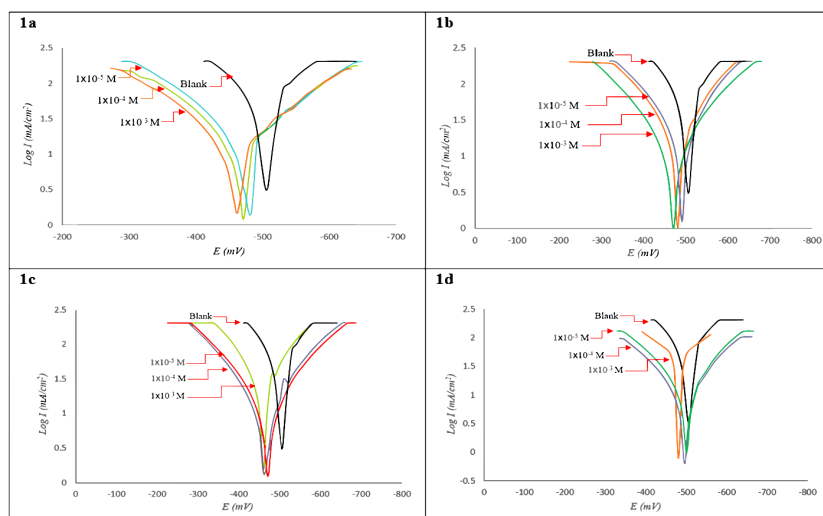 1a
Log I (mA/cm²)
2.5
2
1.5
1
0.5
0
Blank
1x10⁻⁵ M
1x10⁻⁴ M
1x10⁻³ M
-200 -300 -400 -500 -600 -700
E (mV)
1b
Log I (mA/cm²)
2.5
2
1.5
1
0.5
0
Blank
1x10⁻⁵ M
1x10⁻⁴ M
1x10⁻³ M
0 -100 -200 -300 -400 -500 -600 -700 -800
E (mV)
1c
Log I (mA/cm²)
2.5
2
1.5
1
0.5
0
Blank
1x10⁻⁵ M
1x10⁻⁴ M
1x10⁻³ M
0 -100 -200 -300 -400 -500 -600 -700 -800
E (mV)
1d
Log I (mA/cm²)
2.5
2
1.5
1
0.5
0
-0.5
Blank
1x10⁻⁵ M
1x10⁻⁴ M
1x10⁻³ M
0 -100 -200 -300 -400 -500 -600 -700 -800
E (mV)